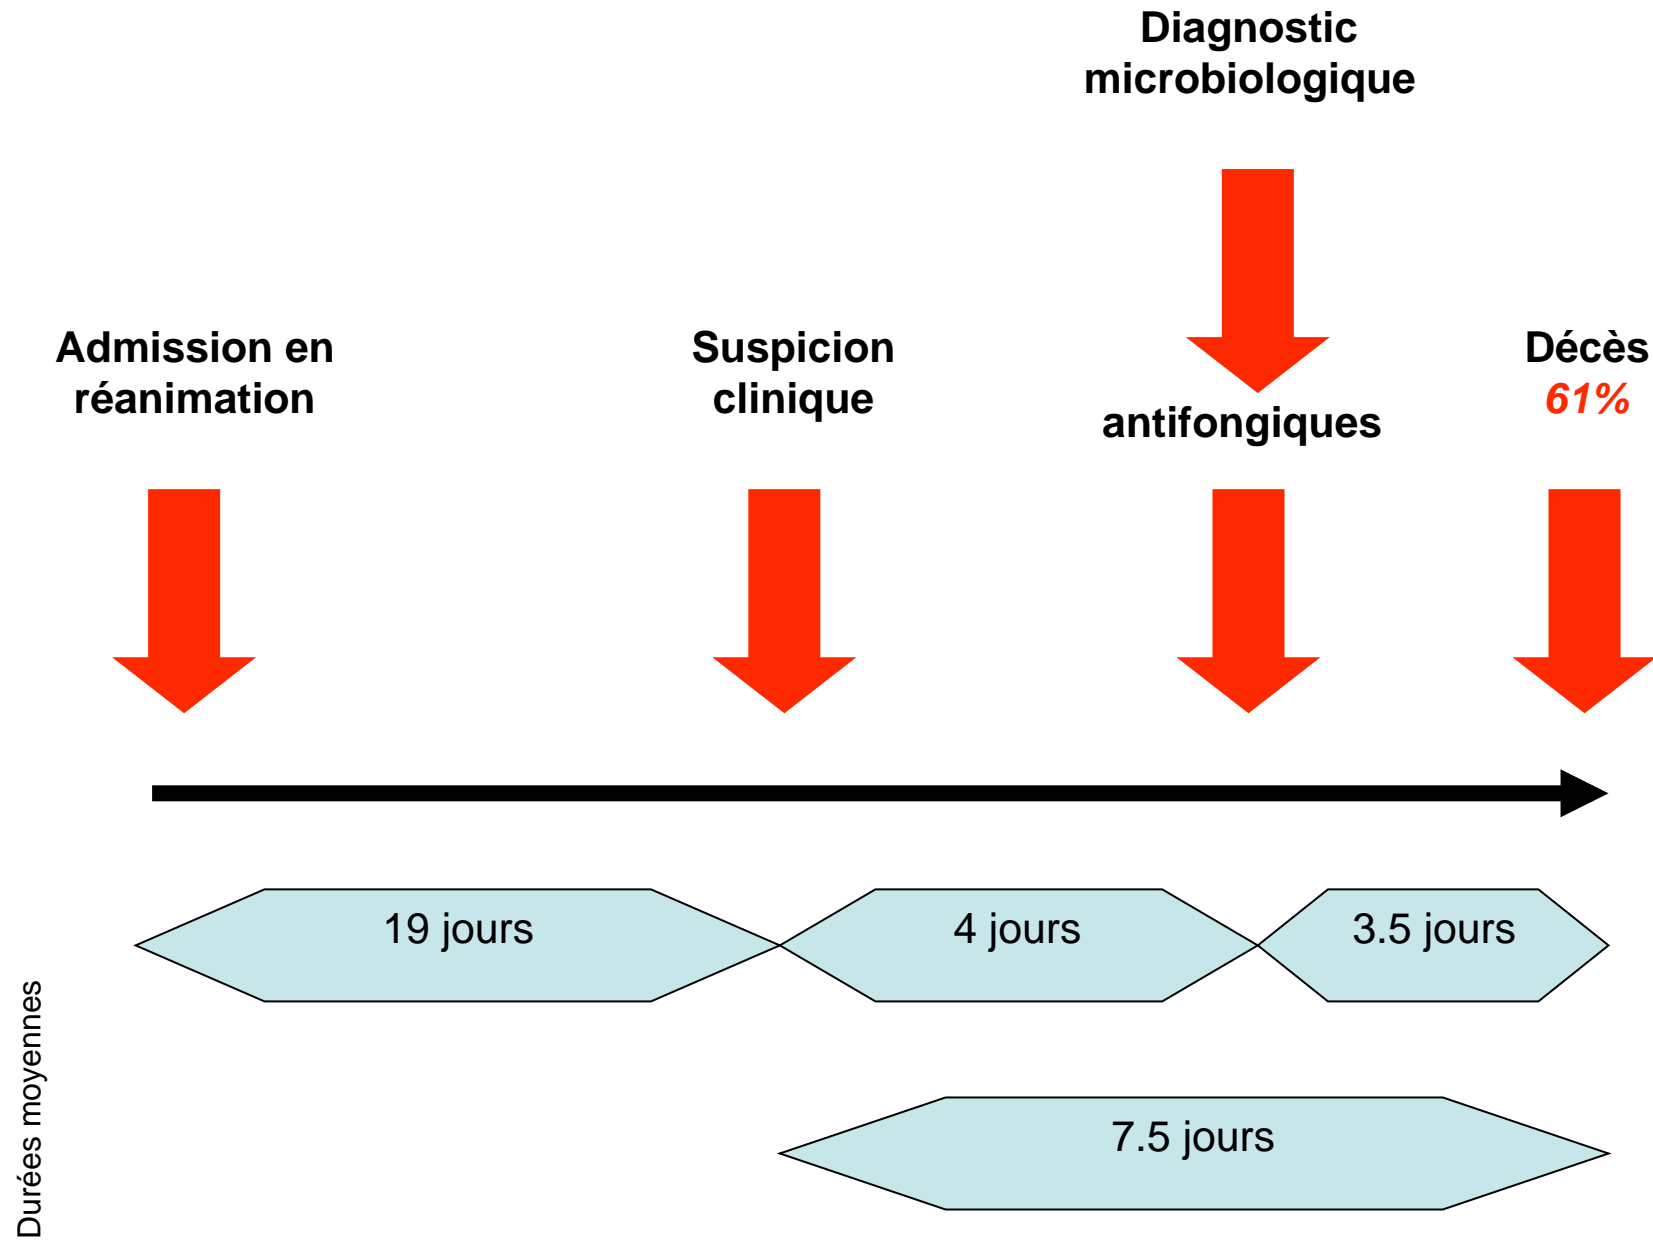 Diagnostic
microbiologique
Admission en
réanimation
Suspicion
clinique
antifongiques
Décès
61%
19 jours
4 jours
3.5 jours
7.5 jours
Durées moyennes